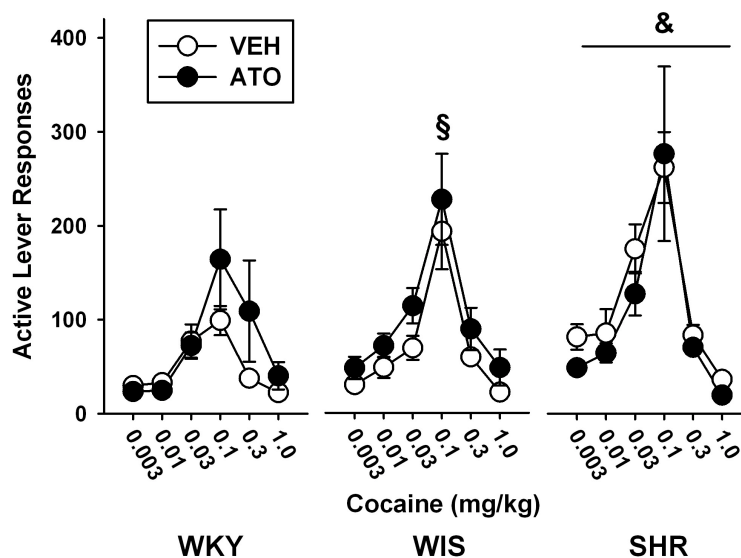 &
400
VEH
ATO
300
§
200
100
0
Active Lever Responses
0.003 0.01 0.03 0.1 0.3 1.0 0.003 0.01 0.03 0.1 0.3 1.0 0.003 0.01 0.03 0.1 0.3 1.0
Cocaine (mg/kg)
WKY WIS SHR